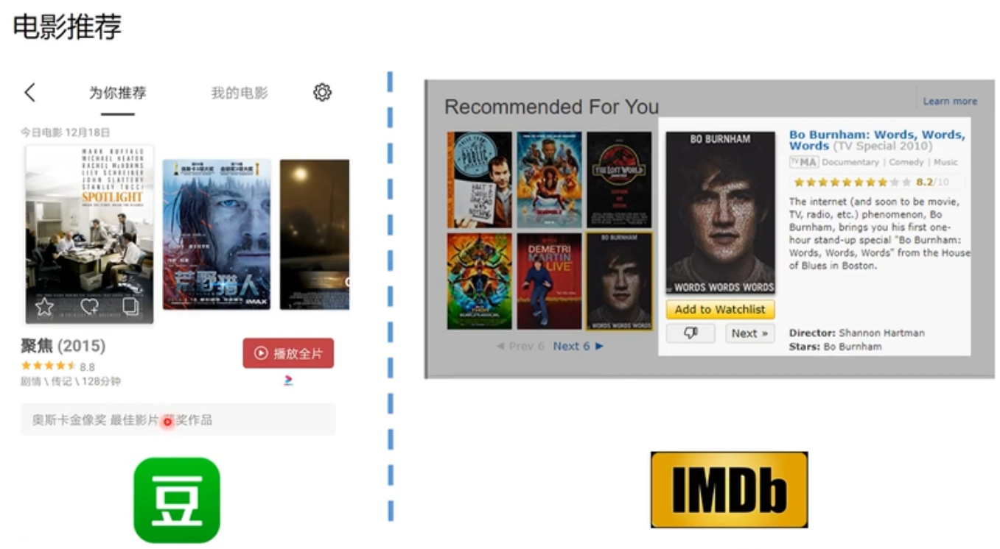 电影推荐
为你推荐
我的电影
今日电影 12月18日
MARK RUFFALO
MICHAEL KEATON
RACHEL McADAMS
LIEV SCHREIBER
JOHN SLATTERY
STANLEY TUCCI
SPOTLIGHT
荒野猎人
IMAX
聚焦 (2015)
8.8
播放全片
剧情 \ 传记 \ 128分钟
奥斯卡金像奖 最佳影片 获奖作品
豆
Recommended For You
Learn more
PUBLIC
THE LOST WORLD
DEMETRI
MARTIN
LIVE
BO BURNHAM
WORDS WORDS WORDS
Prev 6 Next 6
BO BURNHAM
WORDS WORDS WORDS
Add to Watchlist
Next »
Bo Burnham: Words, Words,
Words (TV Special 2010)
TV MA Documentary | Comedy | Music
8.2/10
The internet (and soon to be movie,
TV, radio, etc.) phenomenon, Bo
Burnham, brings you his first one-
hour stand-up special "Bo Burnham:
Words, Words, Words" from the House
of Blues in Boston.
Director: Shannon Hartman
Stars: Bo Burnham
IMDb